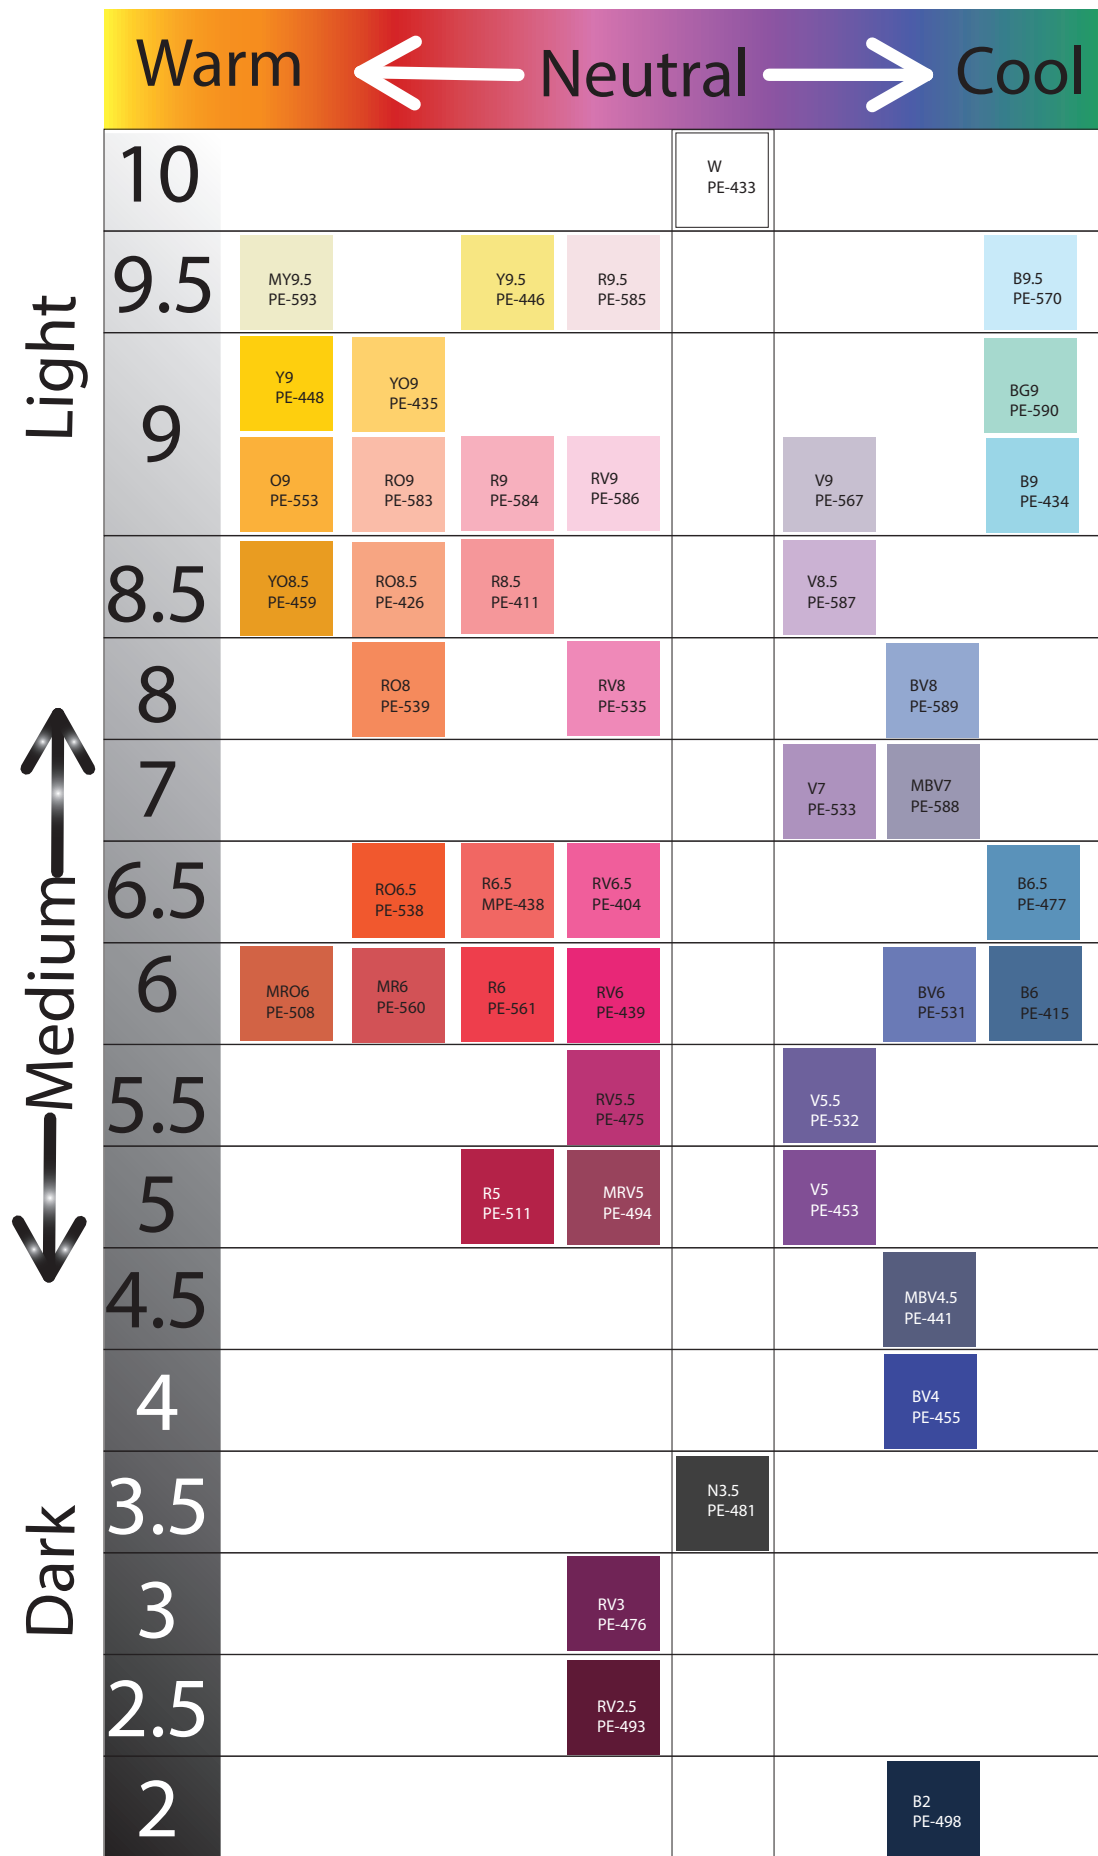 Warm
Neutral
Cool
Light
Medium
Dark
10
W
PE-433
9.5
MY9.5
PE-593
Y9.5
PE-446
R9.5
PE-585
B9.5
PE-570
9
Y9
PE-448
YO9
PE-435
BG9
PE-590
O9
PE-553
RO9
PE-583
R9
PE-584
RV9
PE-586
V9
PE-567
B9
PE-434
8.5
YO8.5
PE-459
RO8.5
PE-426
R8.5
PE-411
V8.5
PE-587
8
RO8
PE-539
RV8
PE-535
BV8
PE-589
7
V7
PE-533
MBV7
PE-588
6.5
RO6.5
PE-538
R6.5
MPE-438
RV6.5
PE-404
B6.5
PE-477
6
MRO6
PE-508
MR6
PE-560
R6
PE-561
RV6
PE-439
BV6
PE-531
B6
PE-415
5.5
RV5.5
PE-475
V5.5
PE-532
5
R5
PE-511
MRV5
PE-494
V5
PE-453
4.5
MBV4.5
PE-441
4
BV4
PE-455
3.5
N3.5
PE-481
3
RV3
PE-476
2.5
RV2.5
PE-493
2
B2
PE-498